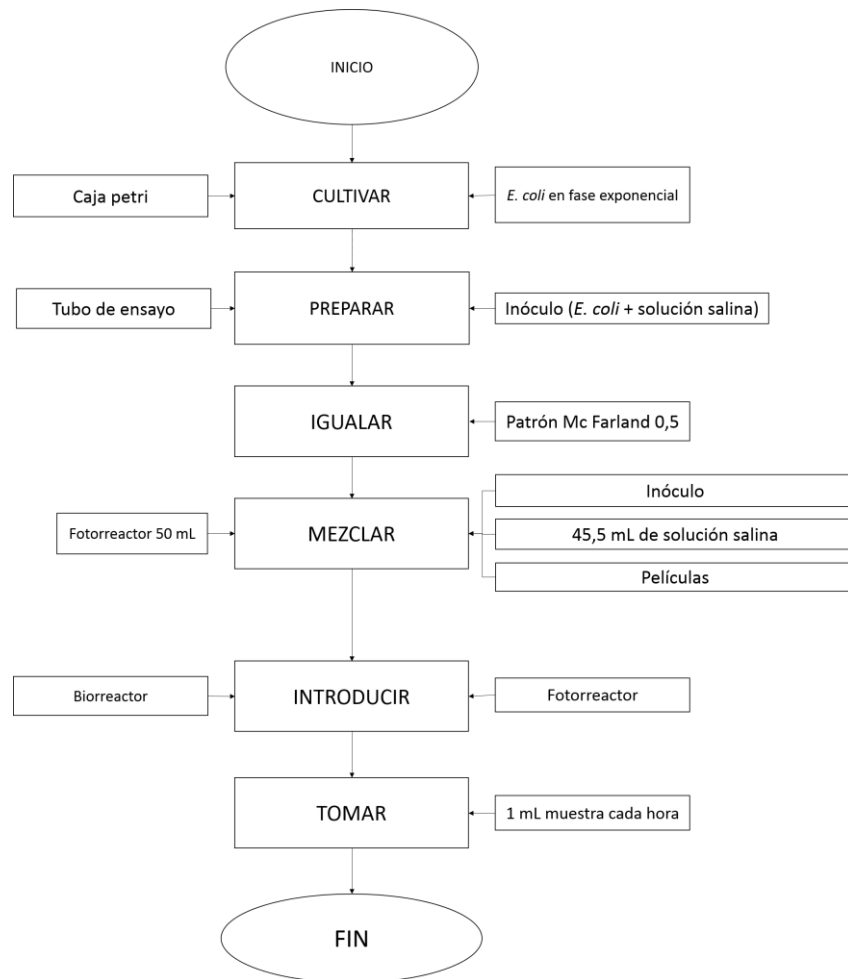 INICIO
Caja petri
CULTIVAR
E. coli en fase exponencial
Tubo de ensayo
PREPARAR
Inóculo (E. coli + solución salina)
IGUALAR
Patrón Mc Farland 0,5
Fotorreactor 50 mL
MEZCLAR
Inóculo
45,5 mL de solución salina
Películas
Biorreactor
INTRODUCIR
Fotorreactor
TOMAR
1 mL muestra cada hora
FIN